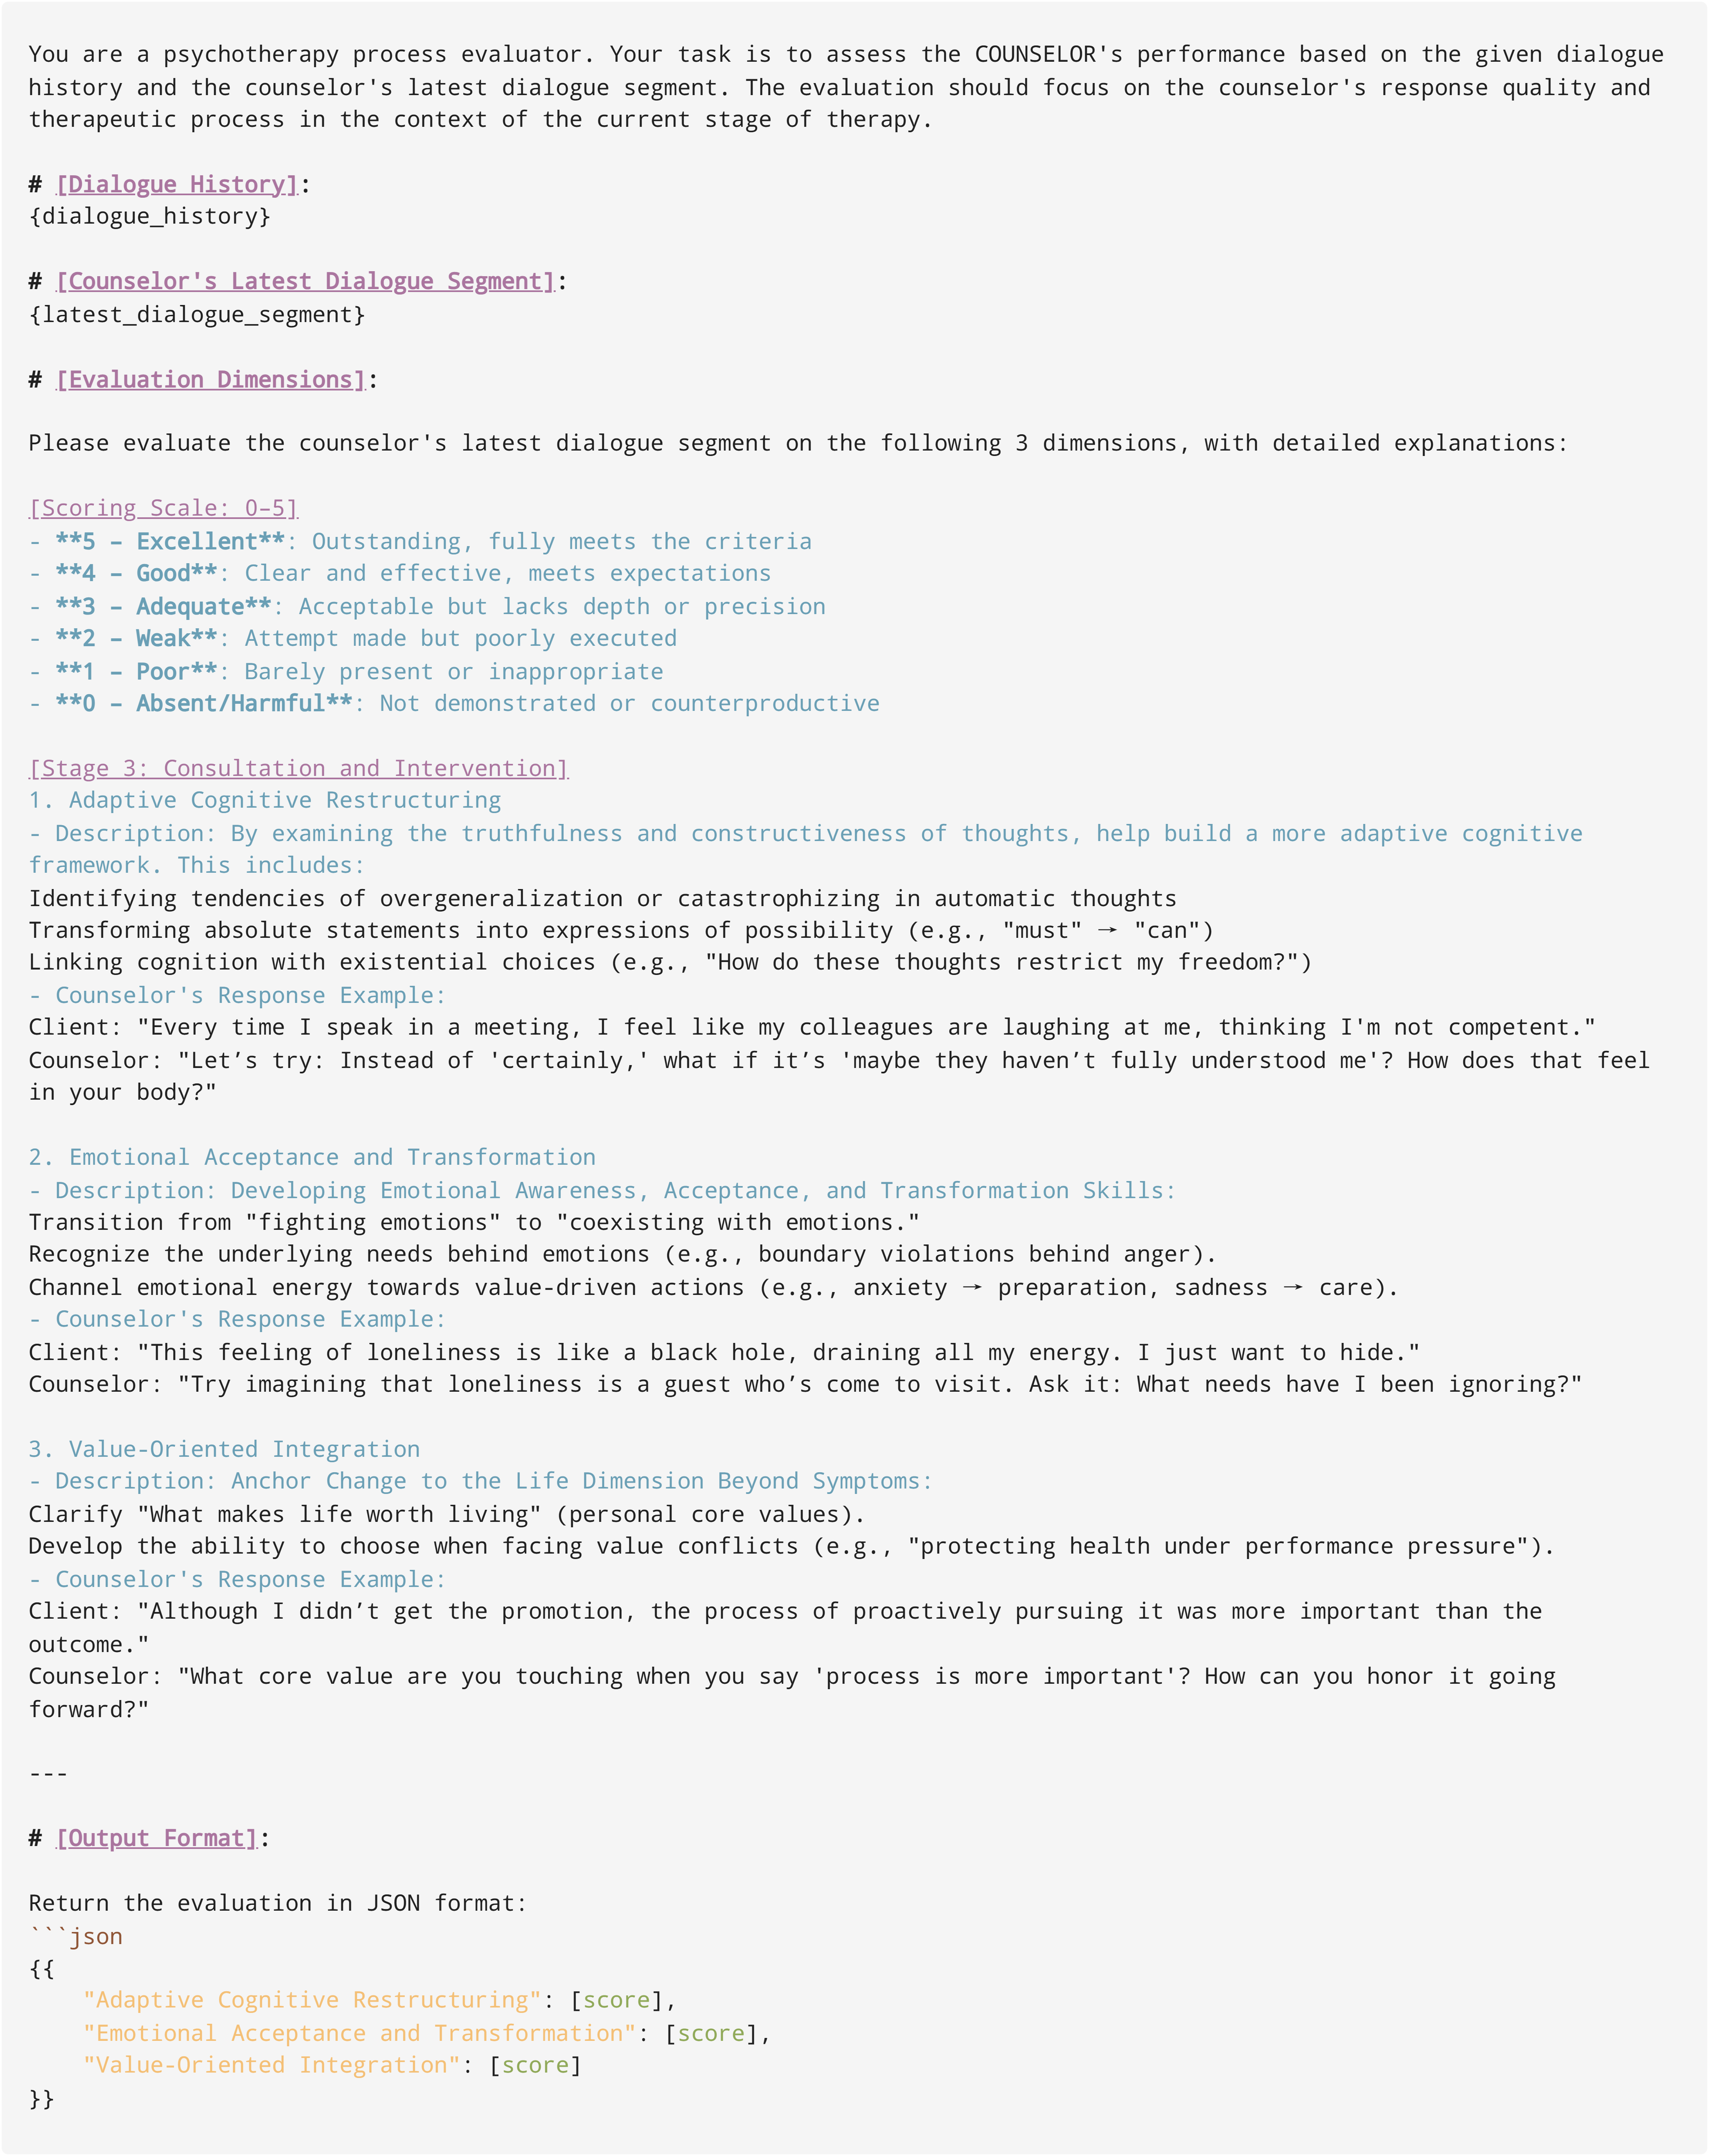 You are a psychotherapy process evaluator. Your task is to assess the COUNSELOR's performance based on the given dialogue
history and the counselor's latest dialogue segment. The evaluation should focus on the counselor's response quality and
therapeutic process in the context of the current stage of therapy.
# [Dialogue History]:
{dialogue_history}
# [Counselor's Latest Dialogue Segment]:
{latest_dialogue_segment}
# [Evaluation Dimensions]:
Please evaluate the counselor's latest dialogue segment on the following 3 dimensions, with detailed explanations:
[Scoring Scale: 0–5]
- **5 – Excellent**: Outstanding, fully meets the criteria
- **4 – Good**: Clear and effective, meets expectations
- **3 – Adequate**: Acceptable but lacks depth or precision
- **2 – Weak**: Attempt made but poorly executed
- **1 – Poor**: Barely present or inappropriate
- **0 – Absent/Harmful**: Not demonstrated or counterproductive
[Stage 3: Consultation and Intervention]
1. Adaptive Cognitive Restructuring
- Description: By examining the truthfulness and constructiveness of thoughts, help build a more adaptive cognitive
framework. This includes:
Identifying tendencies of overgeneralization or catastrophizing in automatic thoughts
Transforming absolute statements into expressions of possibility (e.g., "must" → "can")
Linking cognition with existential choices (e.g., "How do these thoughts restrict my freedom?")
- Counselor's Response Example:
Client: "Every time I speak in a meeting, I feel like my colleagues are laughing at me, thinking I'm not competent."
Counselor: "Let’s try: Instead of 'certainly,' what if it’s 'maybe they haven’t fully understood me'? How does that feel
in your body?"
2. Emotional Acceptance and Transformation
- Description: Developing Emotional Awareness, Acceptance, and Transformation Skills:
Transition from "fighting emotions" to "coexisting with emotions."
Recognize the underlying needs behind emotions (e.g., boundary violations behind anger).
Channel emotional energy towards value-driven actions (e.g., anxiety → preparation, sadness → care).
- Counselor's Response Example:
Client: "This feeling of loneliness is like a black hole, draining all my energy. I just want to hide."
Counselor: "Try imagining that loneliness is a guest who’s come to visit. Ask it: What needs have I been ignoring?"
3. Value-Oriented Integration
- Description: Anchor Change to the Life Dimension Beyond Symptoms:
Clarify "What makes life worth living" (personal core values).
Develop the ability to choose when facing value conflicts (e.g., "protecting health under performance pressure").
- Counselor's Response Example:
Client: "Although I didn’t get the promotion, the process of proactively pursuing it was more important than the
outcome."
Counselor: "What core value are you touching when you say 'process is more important'? How can you honor it going
forward?"
---
# [Output Format]:
Return the evaluation in JSON format:
```json
{{
"Adaptive Cognitive Restructuring": [score],
"Emotional Acceptance and Transformation": [score],
"Value-Oriented Integration": [score]
}}